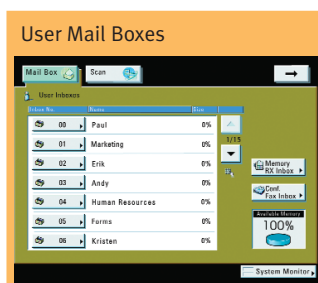 User Mail Boxes
Mail Box
Scan
User Inboxes
Inbox No. Name Size
00 Paul 0%
01 Marketing 0%
02 Erik 0%
03 Andy 0%
04 Human Resources 0%
05 Forms 0%
06 Kristen 0%
1/15
Memory
RX Inbox
Conf.
Fax Inbox
Available Memory
100%
System Monitor